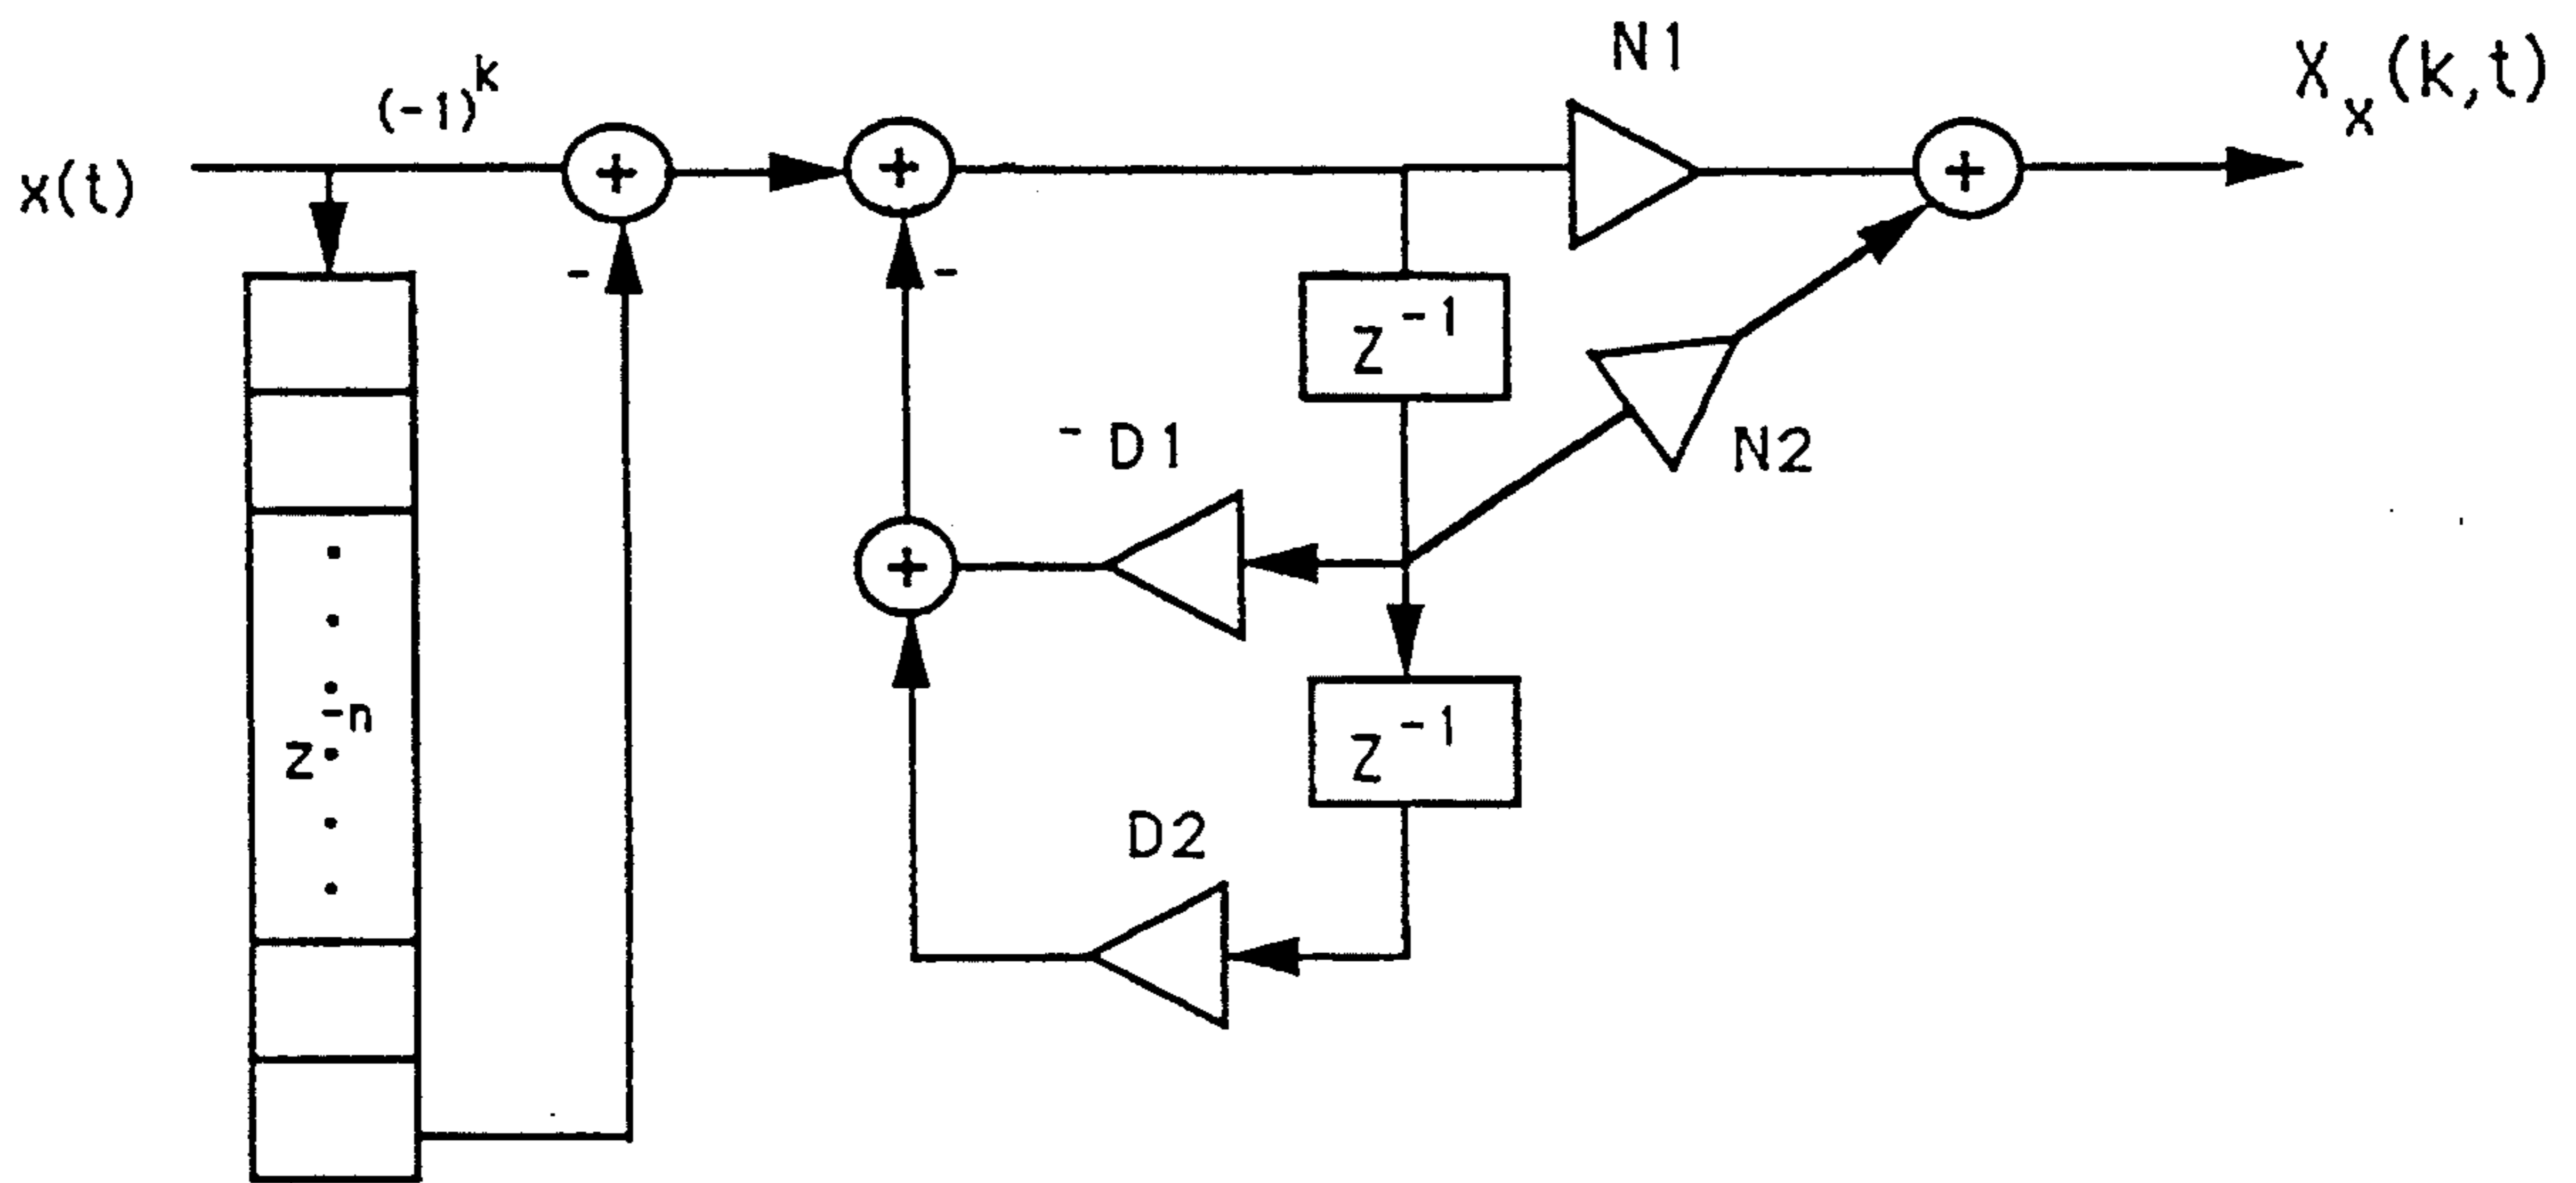 x(t)
(-1)^k
-
-
N1
X_x(k,t)
Z^-1
N2
- D1
Z^-n
Z^-1
D2
+
+
+
+